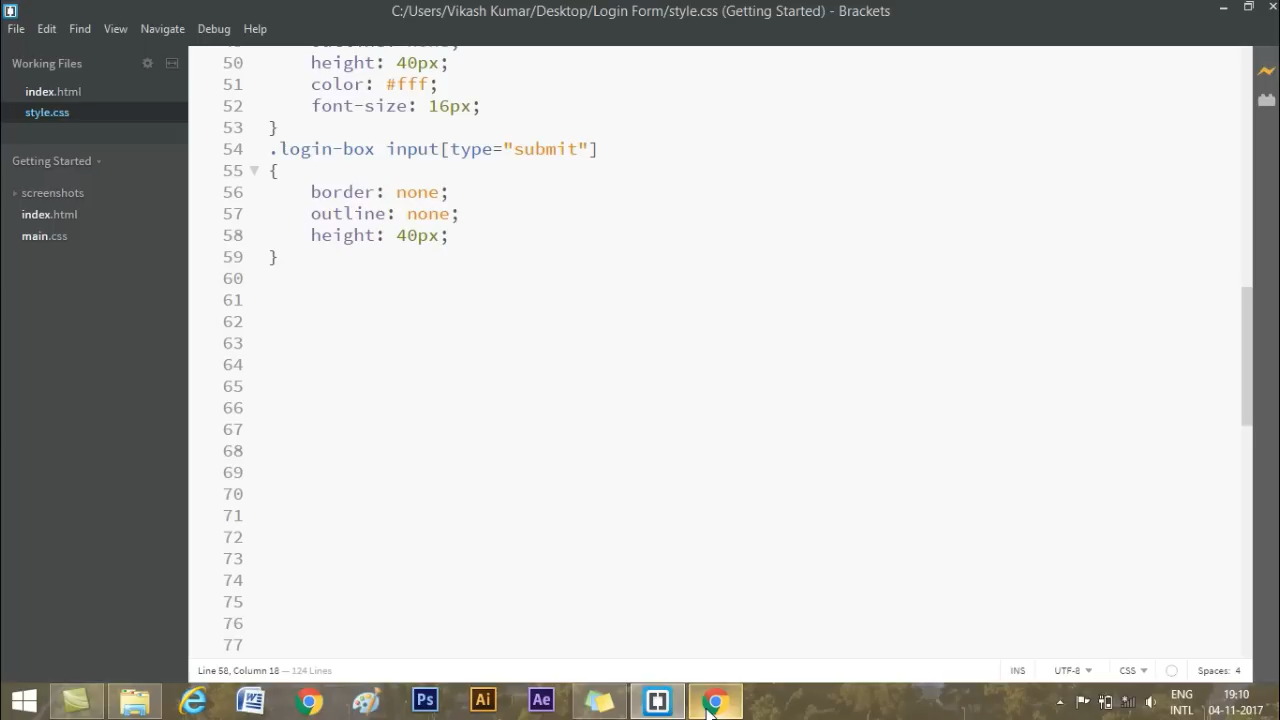 C:/Users/Vikash Kumar/Desktop/Login Form/style.css (Getting Started) - Brackets
File Edit Find View Navigate Debug Help
Working Files
index.html
style.css
Getting Started
screenshots
index.html
main.css
50 height: 40px;
51 color: #fff;
52 font-size: 16px;
53 }
54 .login-box input[type="submit"]
55 {
56 border: none;
57 outline: none;
58 height: 40px;
59 }
60
61
62
63
64
65
66
67
68
69
70
71
72
73
74
75
76
77
Line 58, Column 18 — 124 Lines
INS UTF-8 CSS Spaces: 4
Ps Ai Ae
ENG 19:10
INTL 04-11-2017